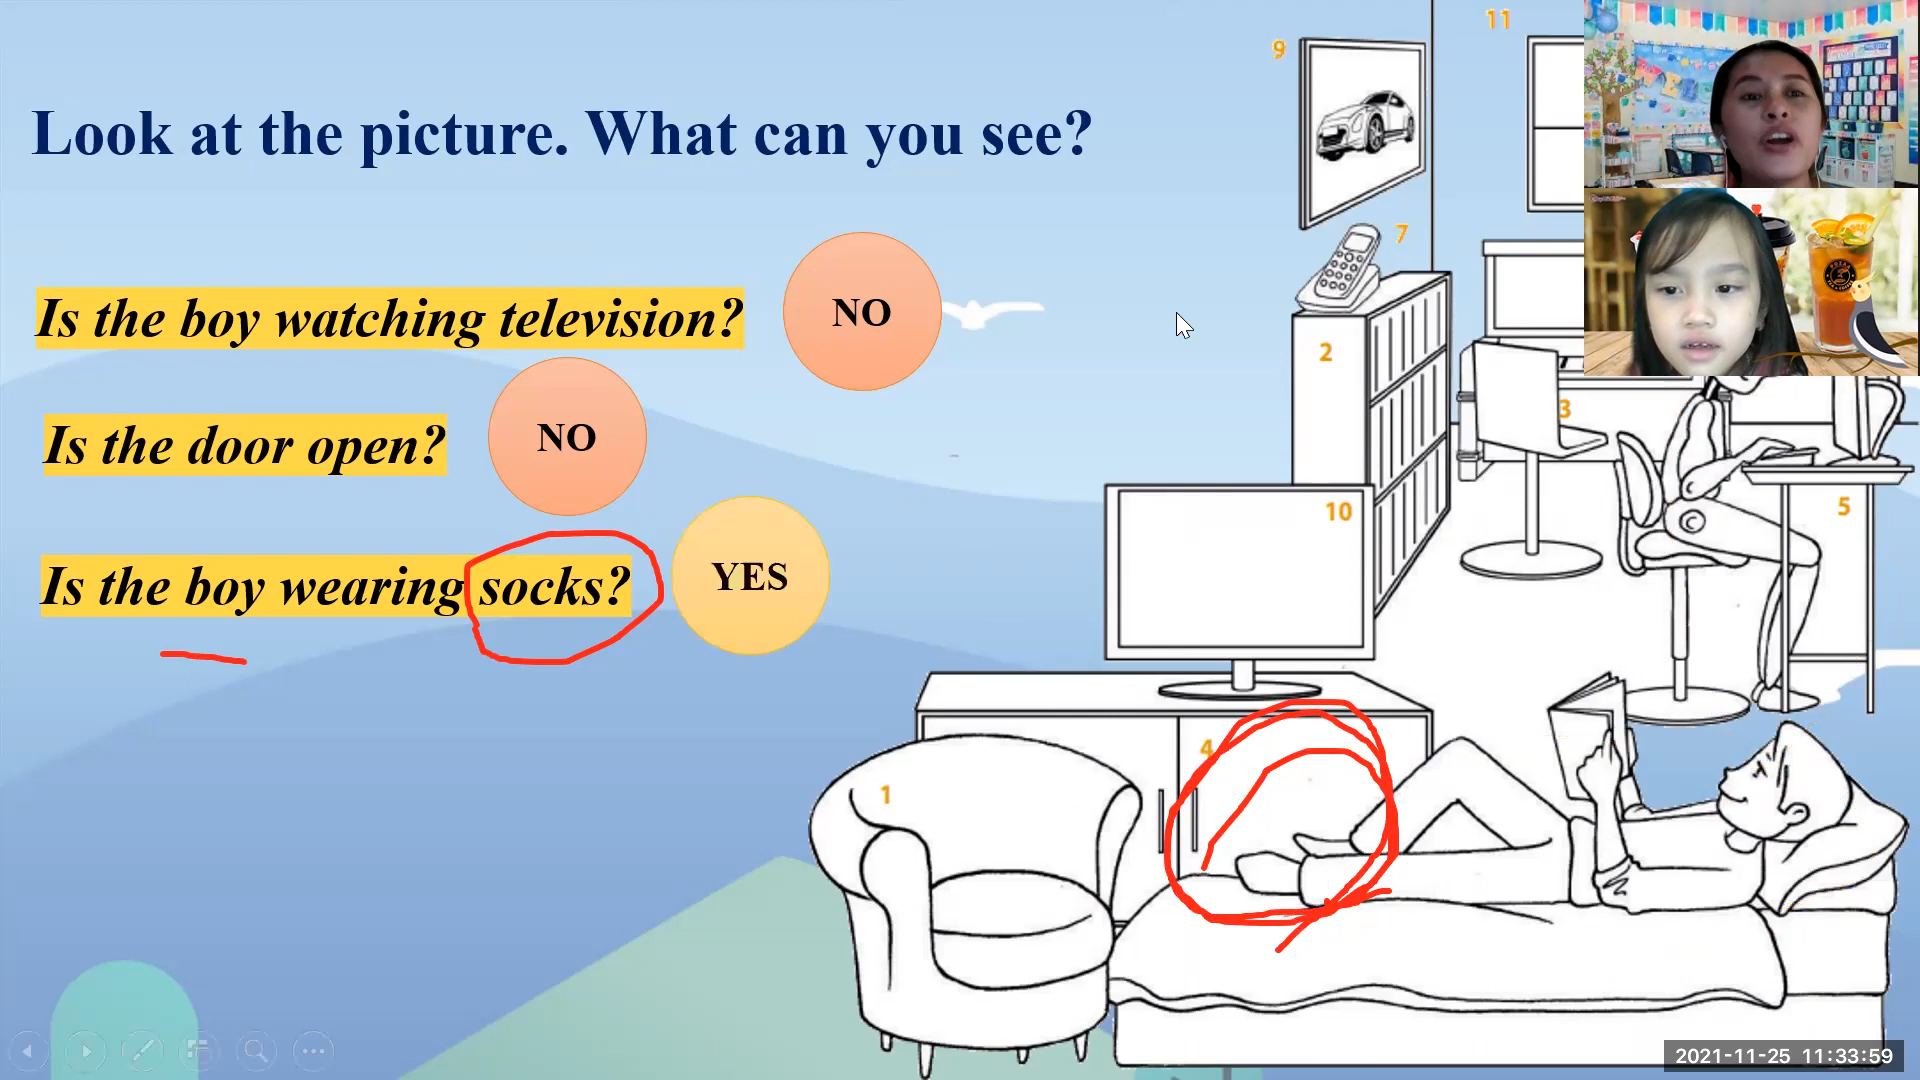 Look at the picture. What can you see?
Is the boy watching television?
NO
Is the door open?
NO
Is the boy wearing socks?
YES
9
11
7
2
3
10
5
4
1
2021-11-25 11:33:59